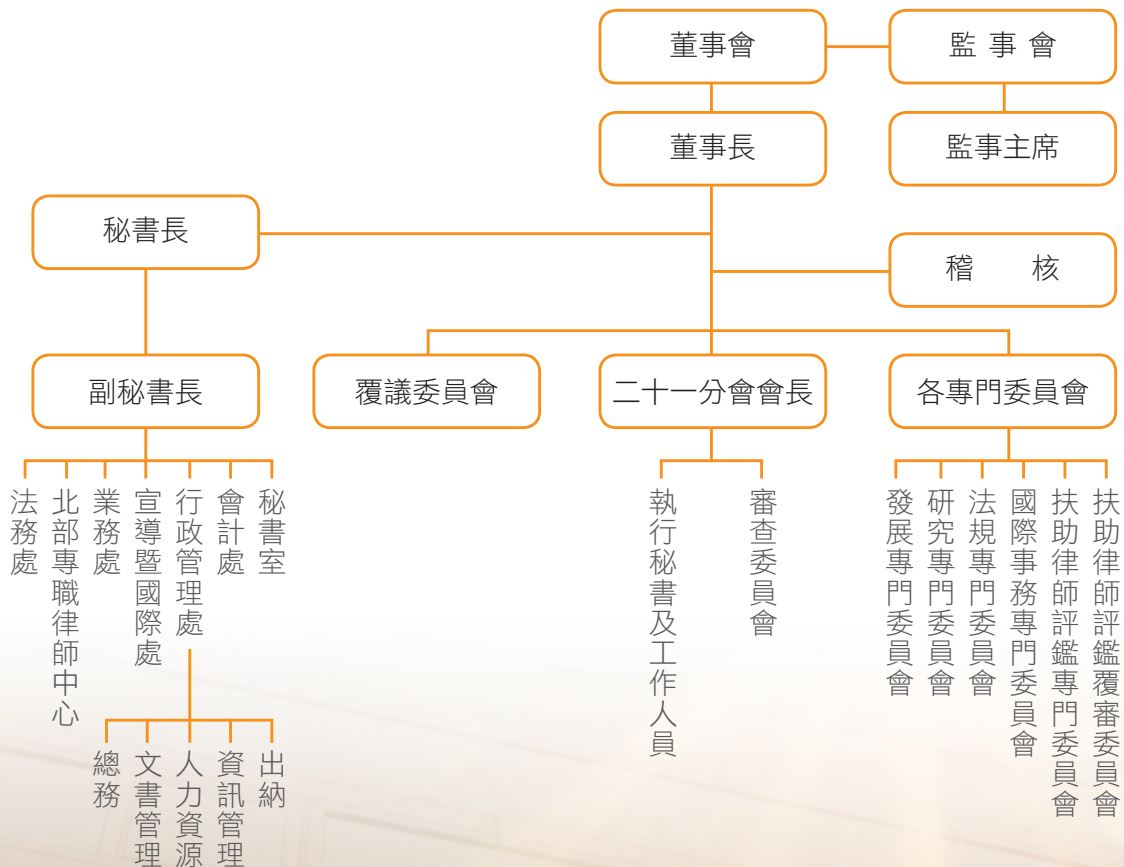 董事會
監事會
董事長
監事主席
秘書長
稽核
副秘書長
覆議委員會
二十一分會會長
各專門委員會
法務處
北部專職律師中心
業務處
宣導暨國際處
行政管理處
會計處
秘書室
執行秘書及工作人員
審查委員會
發展專門委員會
研究專門委員會
法規專門委員會
國際事務專門委員會
扶助律師評鑑專門委員會
扶助律師評鑑覆審委員會
總務
文書管理
人力資源
資訊管理
出納